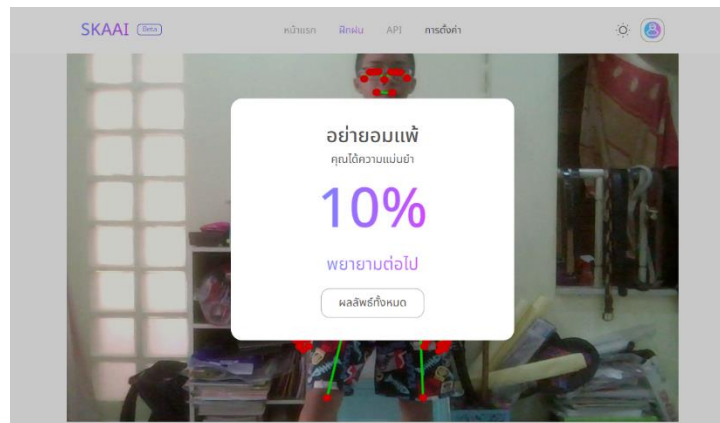 SKAAI Beta
หน้าแรก ฝึกฝน API การตั้งค่า
อย่ายอมแพ้
คุณได้ความแม่นยำ
10%
พยายามต่อไป
ผลลัพธ์ทั้งหมด